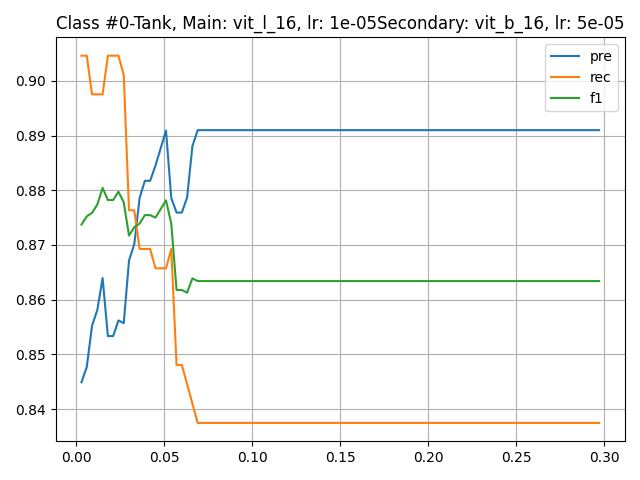 Class #0-Tank, Main: vit_l_16, lr: 1e-05Secondary: vit_b_16, lr: 5e-05
pre
rec
f1
0.90
0.89
0.88
0.87
0.86
0.85
0.84
0.00 0.05 0.10 0.15 0.20 0.25 0.30